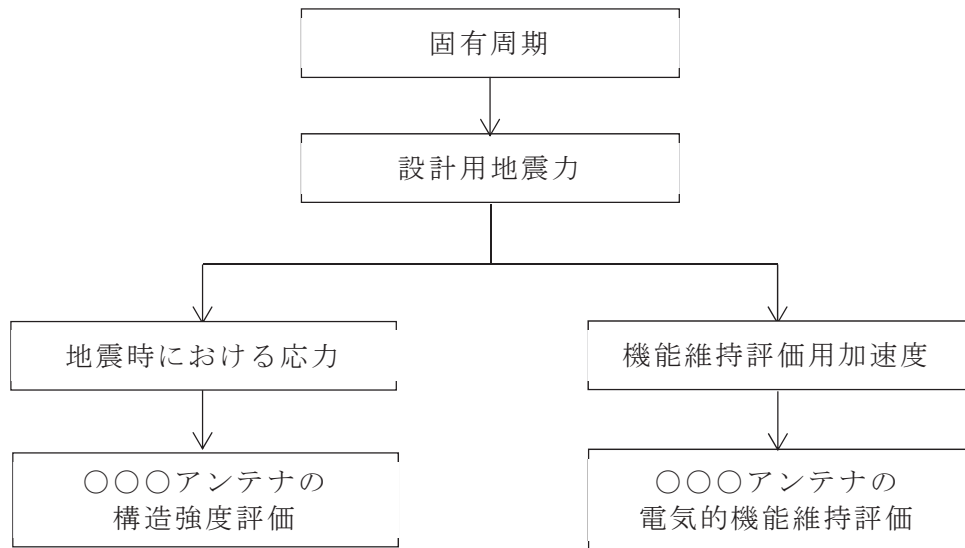 固有周期
設計用地震力
地震時における応力
機能維持評価用加速度
○○○アンテナの
構造強度評価
○○○アンテナの
電気的機能維持評価